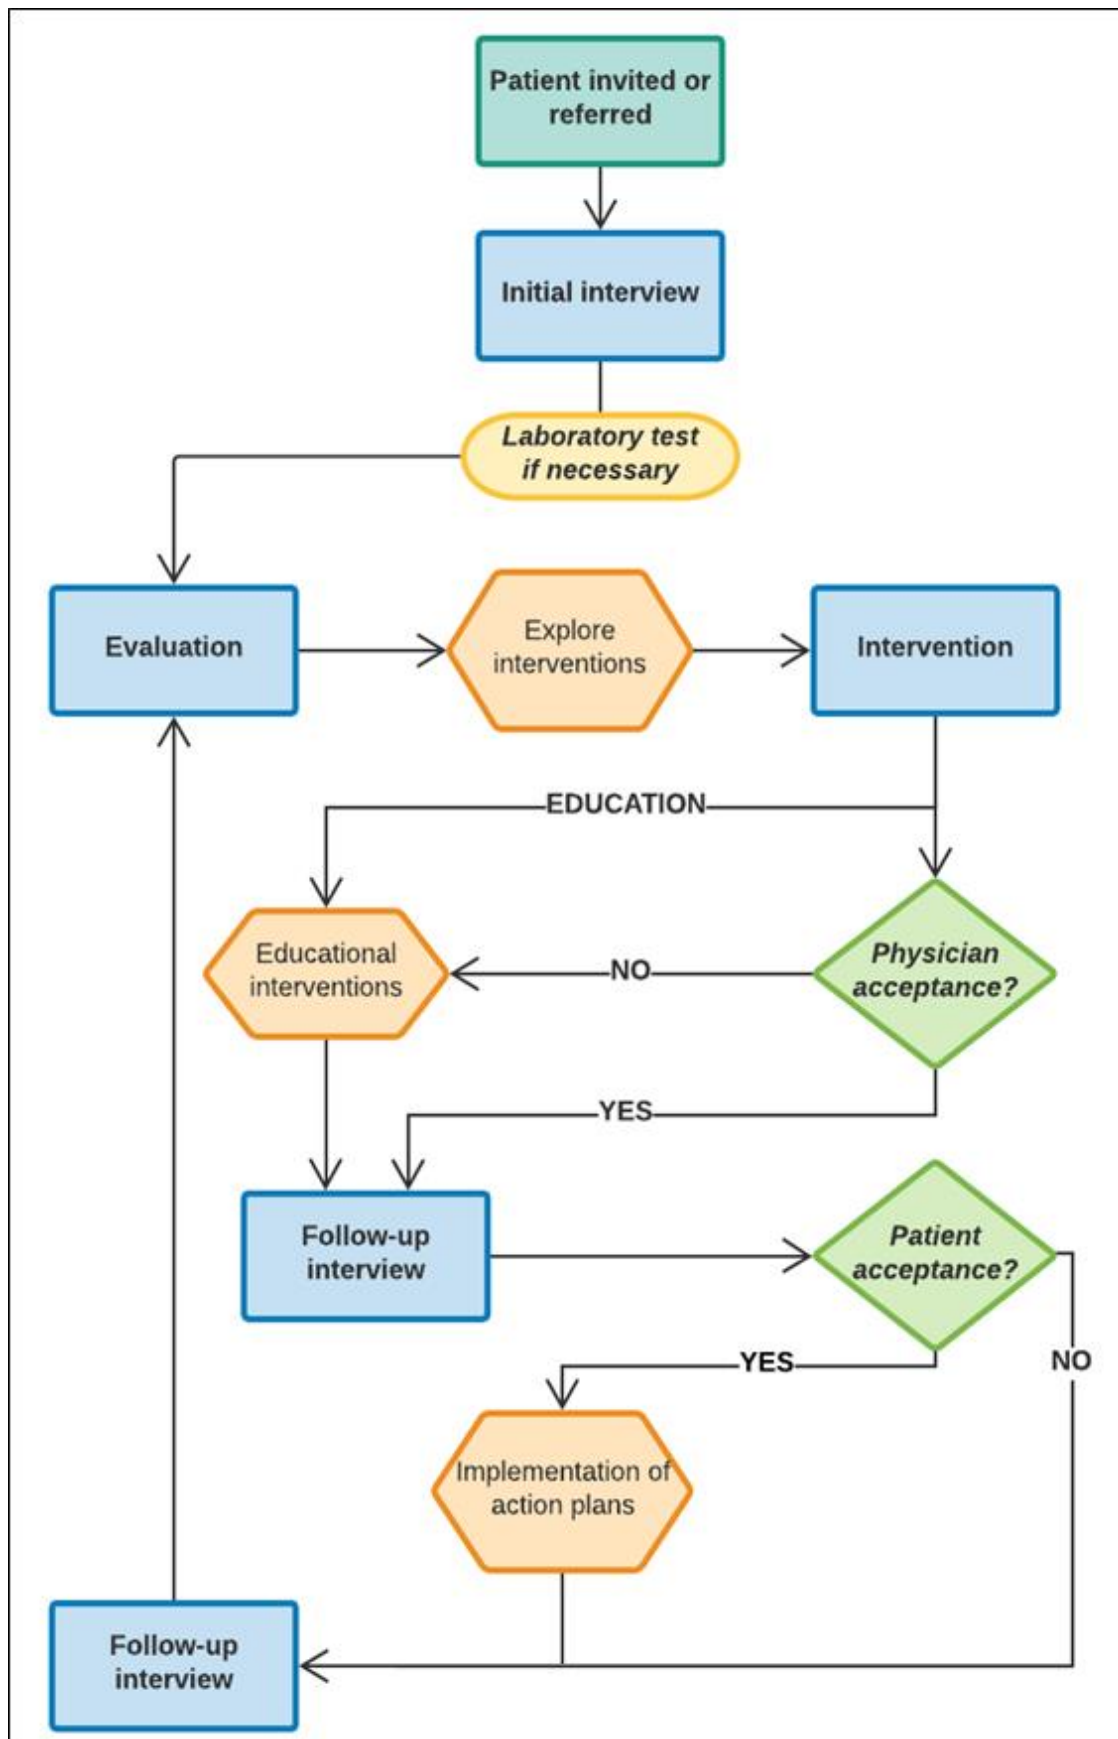 Patient invited or
referred
Initial interview
Laboratory test
if necessary
Evaluation
Explore
interventions
Intervention
EDUCATION
Educational
interventions
NO
Physician
acceptance?
YES
Follow-up
interview
Patient
acceptance?
YES
NO
Implementation of
action plans
Follow-up
interview